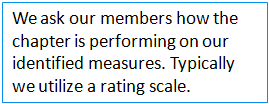 We ask our members how the
chapter is performing on our
identified measures. Typically
we utilize a rating scale.